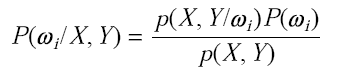 P(ωᵢ/X, Y) = p(X, Y/ωᵢ)P(ωᵢ) / p(X, Y)